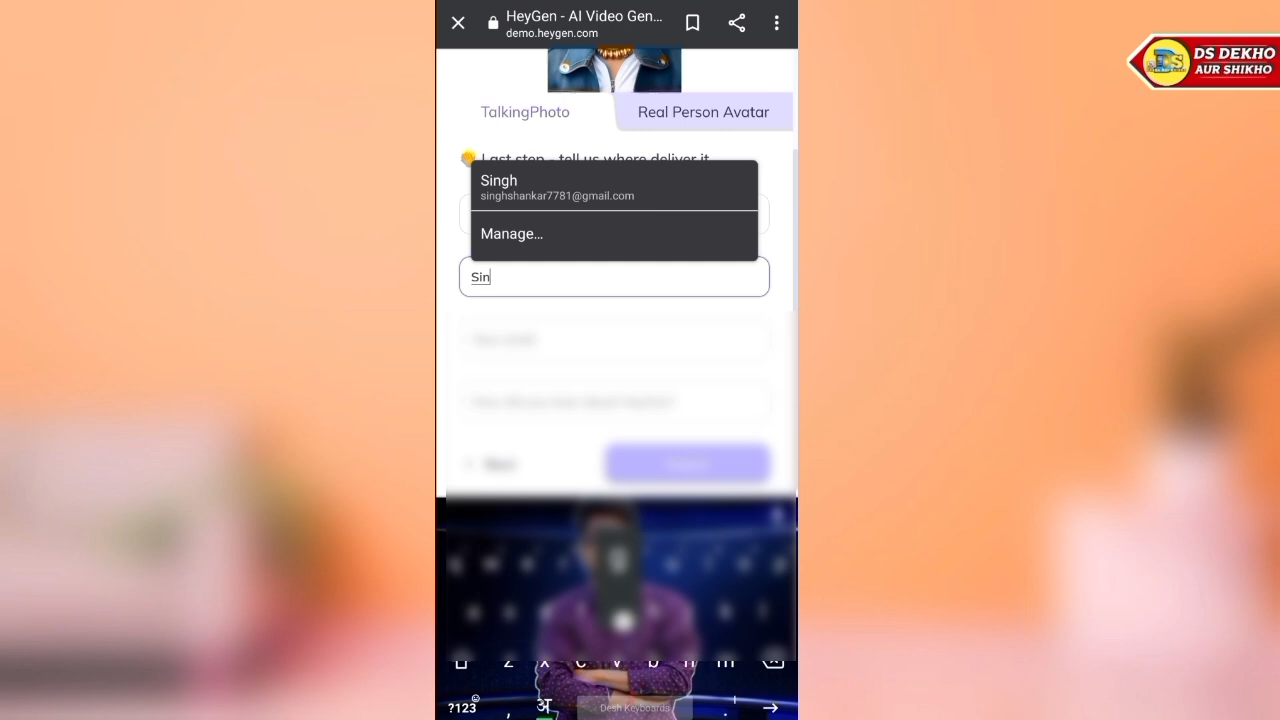 HeyGen - AI Video Gen...
demo.heygen.com
DS DEKHO
AUR SHIKHO
TalkingPhoto
Real Person Avatar
Last step - tell us where deliver it
Singh
singhshankar7781@gmail.com
Manage...
Sin
z x c v b n m
?123 , अ Desh Keyboards .